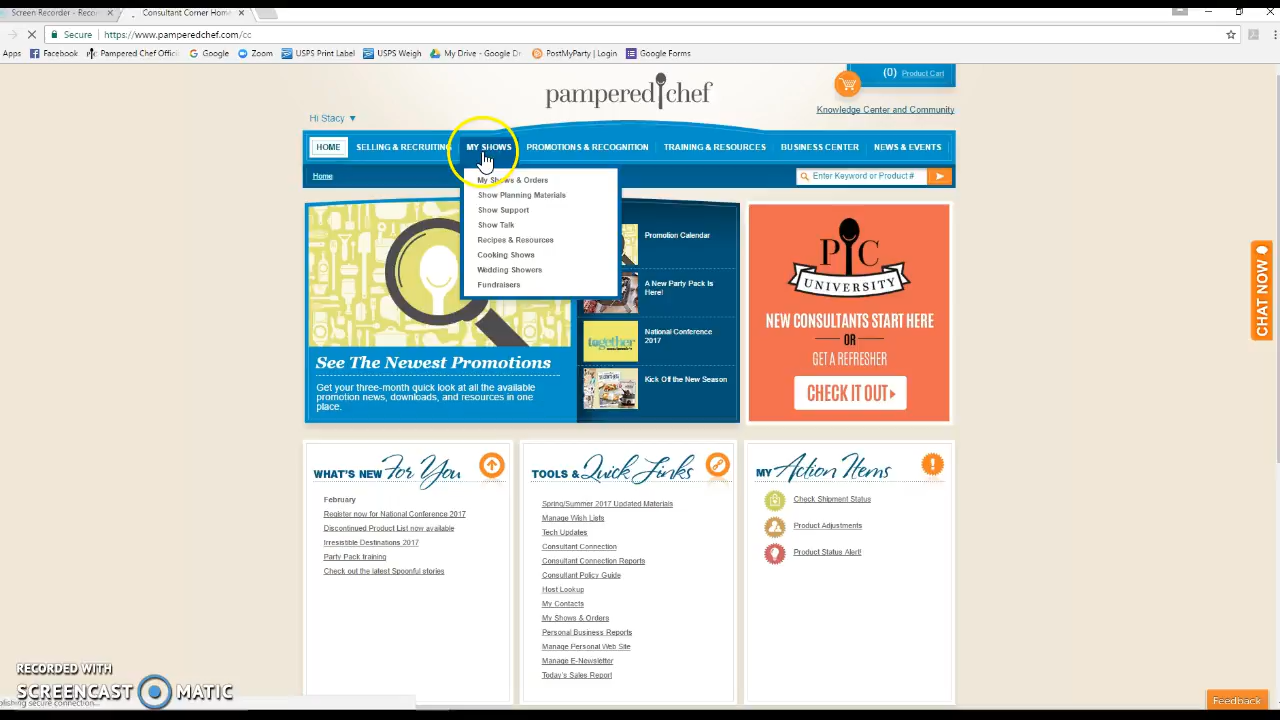 Screen Recorder - Record
Consultant Corner Home
Secure
https://www.pamperedchef.com/cc
Apps
Facebook
Pampered Chef Office
Google
Zoom
USPS Print Label
USPS Weigh
My Drive - Google Dr
PostMyParty | Login
Google Forms
(0) Product Cart
pampered chef
Knowledge Center and Community
Hi Stacy
HOME
SELLING & RECRUITING
MY SHOWS
PROMOTIONS & RECOGNITION
TRAINING & RESOURCES
BUSINESS CENTER
NEWS & EVENTS
Home
Enter Keyword or Product #
My Shows & Orders
Show Planning Materials
Show Support
Show Talk
Recipes & Resources
Cooking Shows
Wedding Showers
Fundraisers
See The Newest Promotions
Get your three-month quick look at all the available
promotion news, downloads, and resources in one
place.
Promotion Calendar
A New Party Pack Is
Here!
together
National Conference
2017
Kick Off the New Season
P C
UNIVERSITY
NEW CONSULTANTS START HERE
OR
GET A REFRESHER
CHECK IT OUT
CHAT NOW
WHAT'S NEW For You
February
Register now for National Conference 2017
Discontinued Product List now available
Irresistible Destinations 2017
Party Pack training
Check out the latest Spoonful stories
TOOLS & Quick Links
Spring/Summer 2017 Updated Materials
Manage Wish Lists
Tech Updates
Consultant Connection
Consultant Connection Reports
Consultant Policy Guide
Host Lookup
My Contacts
My Shows & Orders
Personal Business Reports
Manage Personal Web Site
Manage E-Newsletter
Today's Sales Report
MY Action Items
Check Shipment Status
Product Adjustments
Product Status Alert!
RECORDED WITH
SCREENCAST MATIC
plishing secure connection...
Feedback